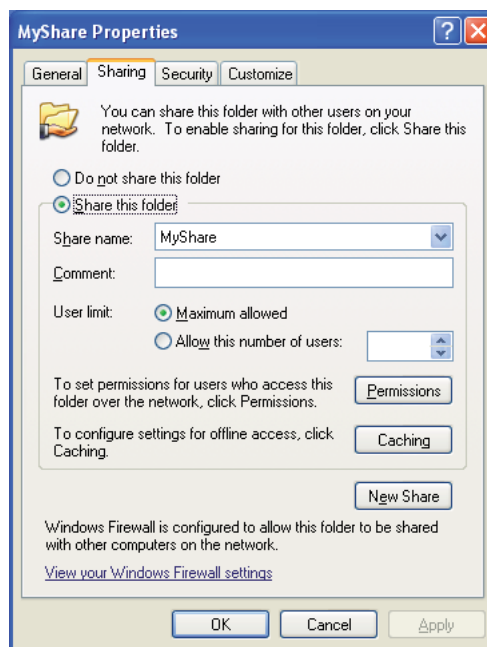 MyShare Properties
General Sharing Security Customize
You can share this folder with other users on your
network. To enable sharing for this folder, click Share this
folder.
Do not share this folder
Share this folder
Share name: MyShare
Comment:
User limit: Maximum allowed
Allow this number of users:
To set permissions for users who access this
folder over the network, click Permissions.
Permissions
To configure settings for offline access, click
Caching.
Caching
New Share
Windows Firewall is configured to allow this folder to be shared
with other computers on the network.
View your Windows Firewall settings
OK Cancel Apply